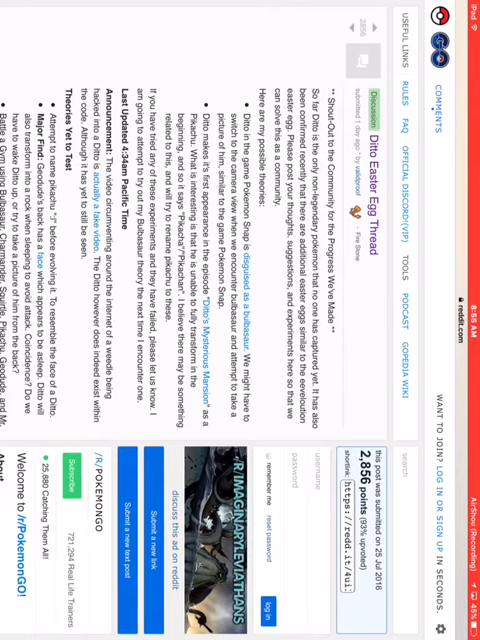 iPad
8:55 AM
AirShou (Recording)
45%
reddit.com
COMMENTS
WANT TO JOIN? LOG IN OR SIGN UP IN SECONDS.
USEFUL LINKS RULES FAQ OFFICIAL DISCORD(VIP) TOOLS PODCAST GOPEDIA WIKI
search
2856
Discussion Ditto Easter Egg Thread
submitted 1 day ago * by
- Fire Stone
** Shout-Out to the Community for the Progress We've Made **
So far Ditto is the only non-legendary pokemon that no one has captured yet. It has also
been confirmed recently that there are additional easter eggs similar to the eeveelution
easter egg. Please post your thoughts, suggestions, and experiments here so that we
can solve this as a community.
Here are my possible theories:
• Ditto in the game Pokemon Snap is disguised as a bulbasaur. We might have to
switch to the camera view when we encounter bulbasaur and attempt to take a
picture of him, similar to the game Pokemon Snap.
• Ditto makes it's first appearance in the episode "Ditto's Mysterious Mansion" as a
Pikachu. What is interesting is that he is unable to fully transform in the
beginning, and so it says "Pikacha"/"Pikachan". I believe there may be something
related to this, and will try to rename pikachu to these.
If you have tried any of these experiments and they have failed, please let us know. I
am going to attempt to try out my Bulbasaur theory the next time I encounter one.
Last Updated 4:34am Pacific Time
Announcement: The video circumventing around the internet of a weedle being
hacked into a Ditto is actually a fake video. The Ditto however does indeed exist within
the code. Although it has yet to still be seen.
Theories Yet to Test
• Attempt to name pikachu ":l" before evolving it. To resemble the face of a Ditto.
• Major Find: Geodude's back has a face which appears to be asleep. Ditto will
also transform into a rock when sleeping to avoid attack. Coincidence? Do we
have to wake Ditto up, or try to take a picture of him from the back?
• Battle a Gym using Bulbasaur, Charmander, Squirtle, Pikachu, Geodude, and Mr.
this post was submitted on 25 Jul 2016
2,856 points (93% upvoted)
shortlink: https://redd.it/4ui
username
password
remember me reset password
log in
/R/IMAGINARYLEVIATHANS
discuss this ad on reddit
Submit a new link
Submit a new text post
/R/POKEMONGO
Subscribe 721,294 Real Life Trainers
25,880 Catching Them All!
Welcome to /r/PokemonGO!
About